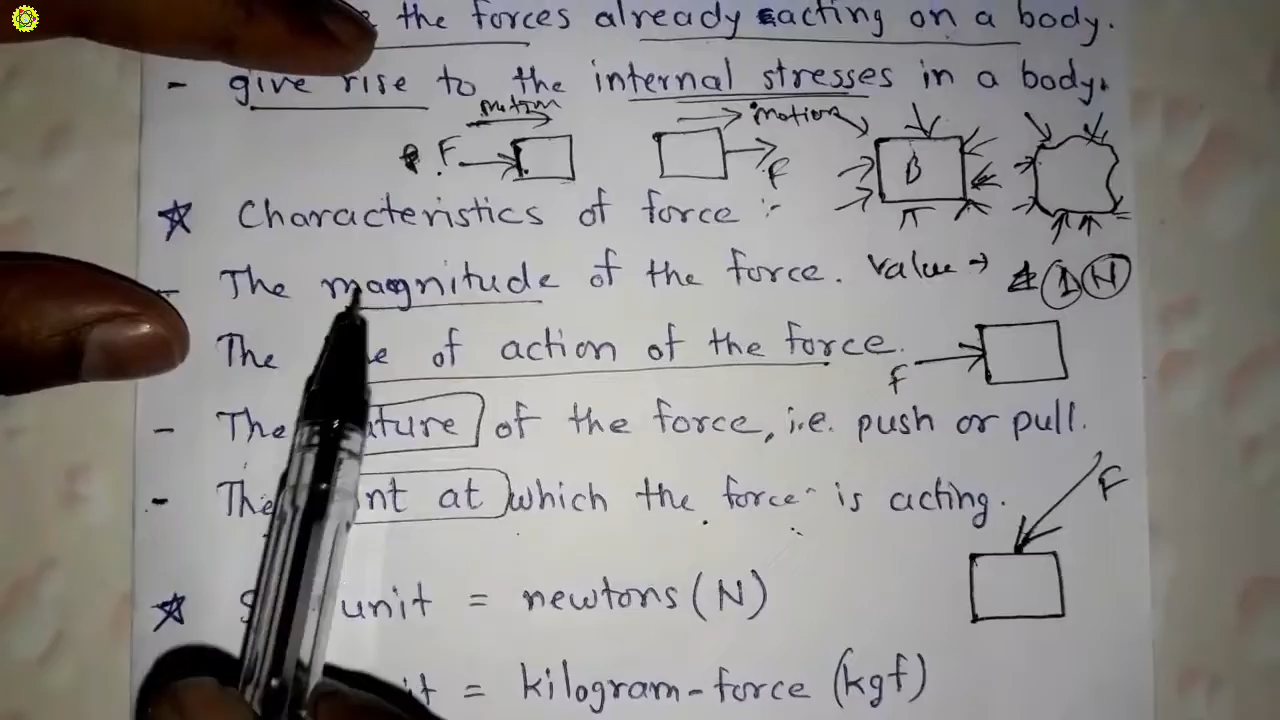 the forces already acting on a body.
- give rise to the internal stresses in a body.
motion
motion
F
F
B
☆ Characteristics of force :-
- The magnitude of the force. Value → 1 N
The of action of the force.
F
- The of the force, i.e. push or pull.
- The at which the force is acting.
F
☆ unit = newtons (N)
= kilogram-force (kgf)